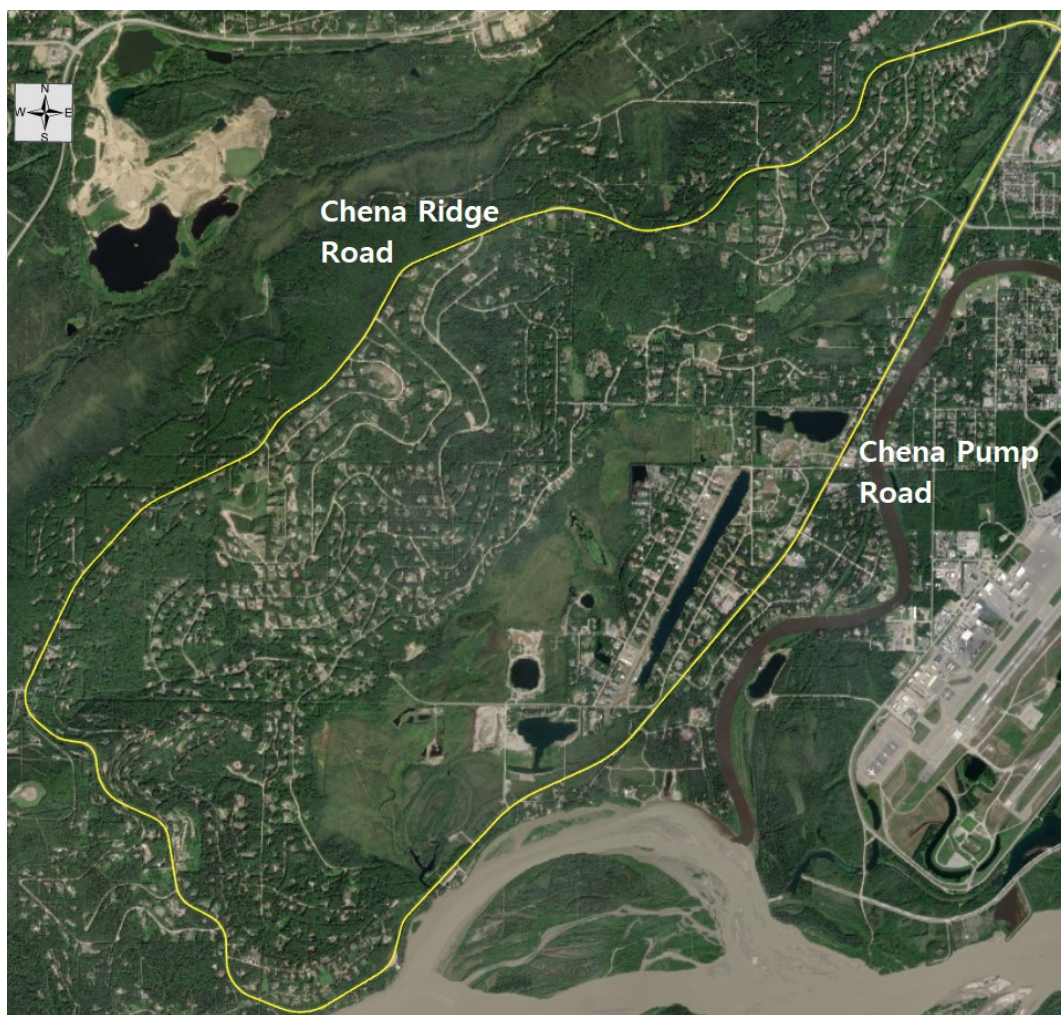 N
W E
S
Chena Ridge
Road
Chena Pump
Road